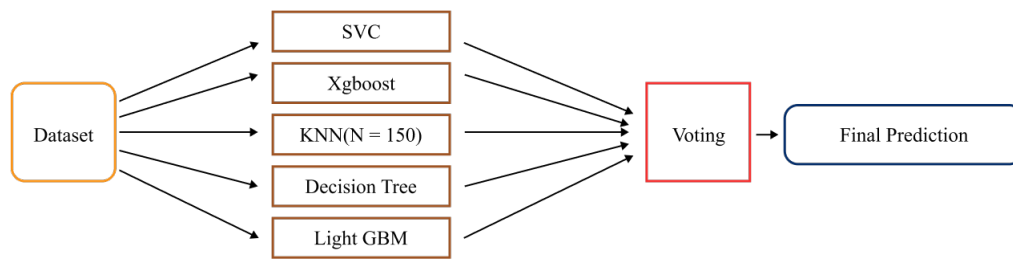 Dataset
SVC
Xgboost
KNN(N = 150)
Decision Tree
Light GBM
Voting
Final Prediction